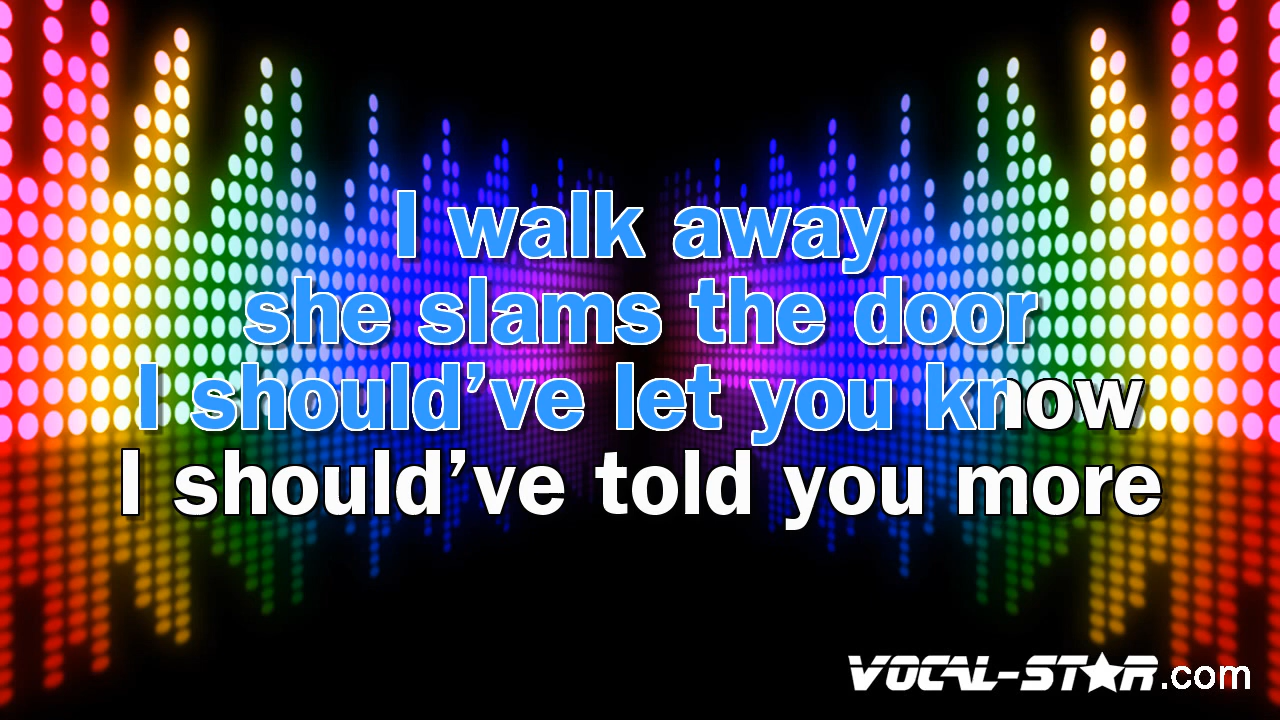 I walk away
she slams the door
I should’ve let you know
I should’ve told you more
VOCAL-STAR.com